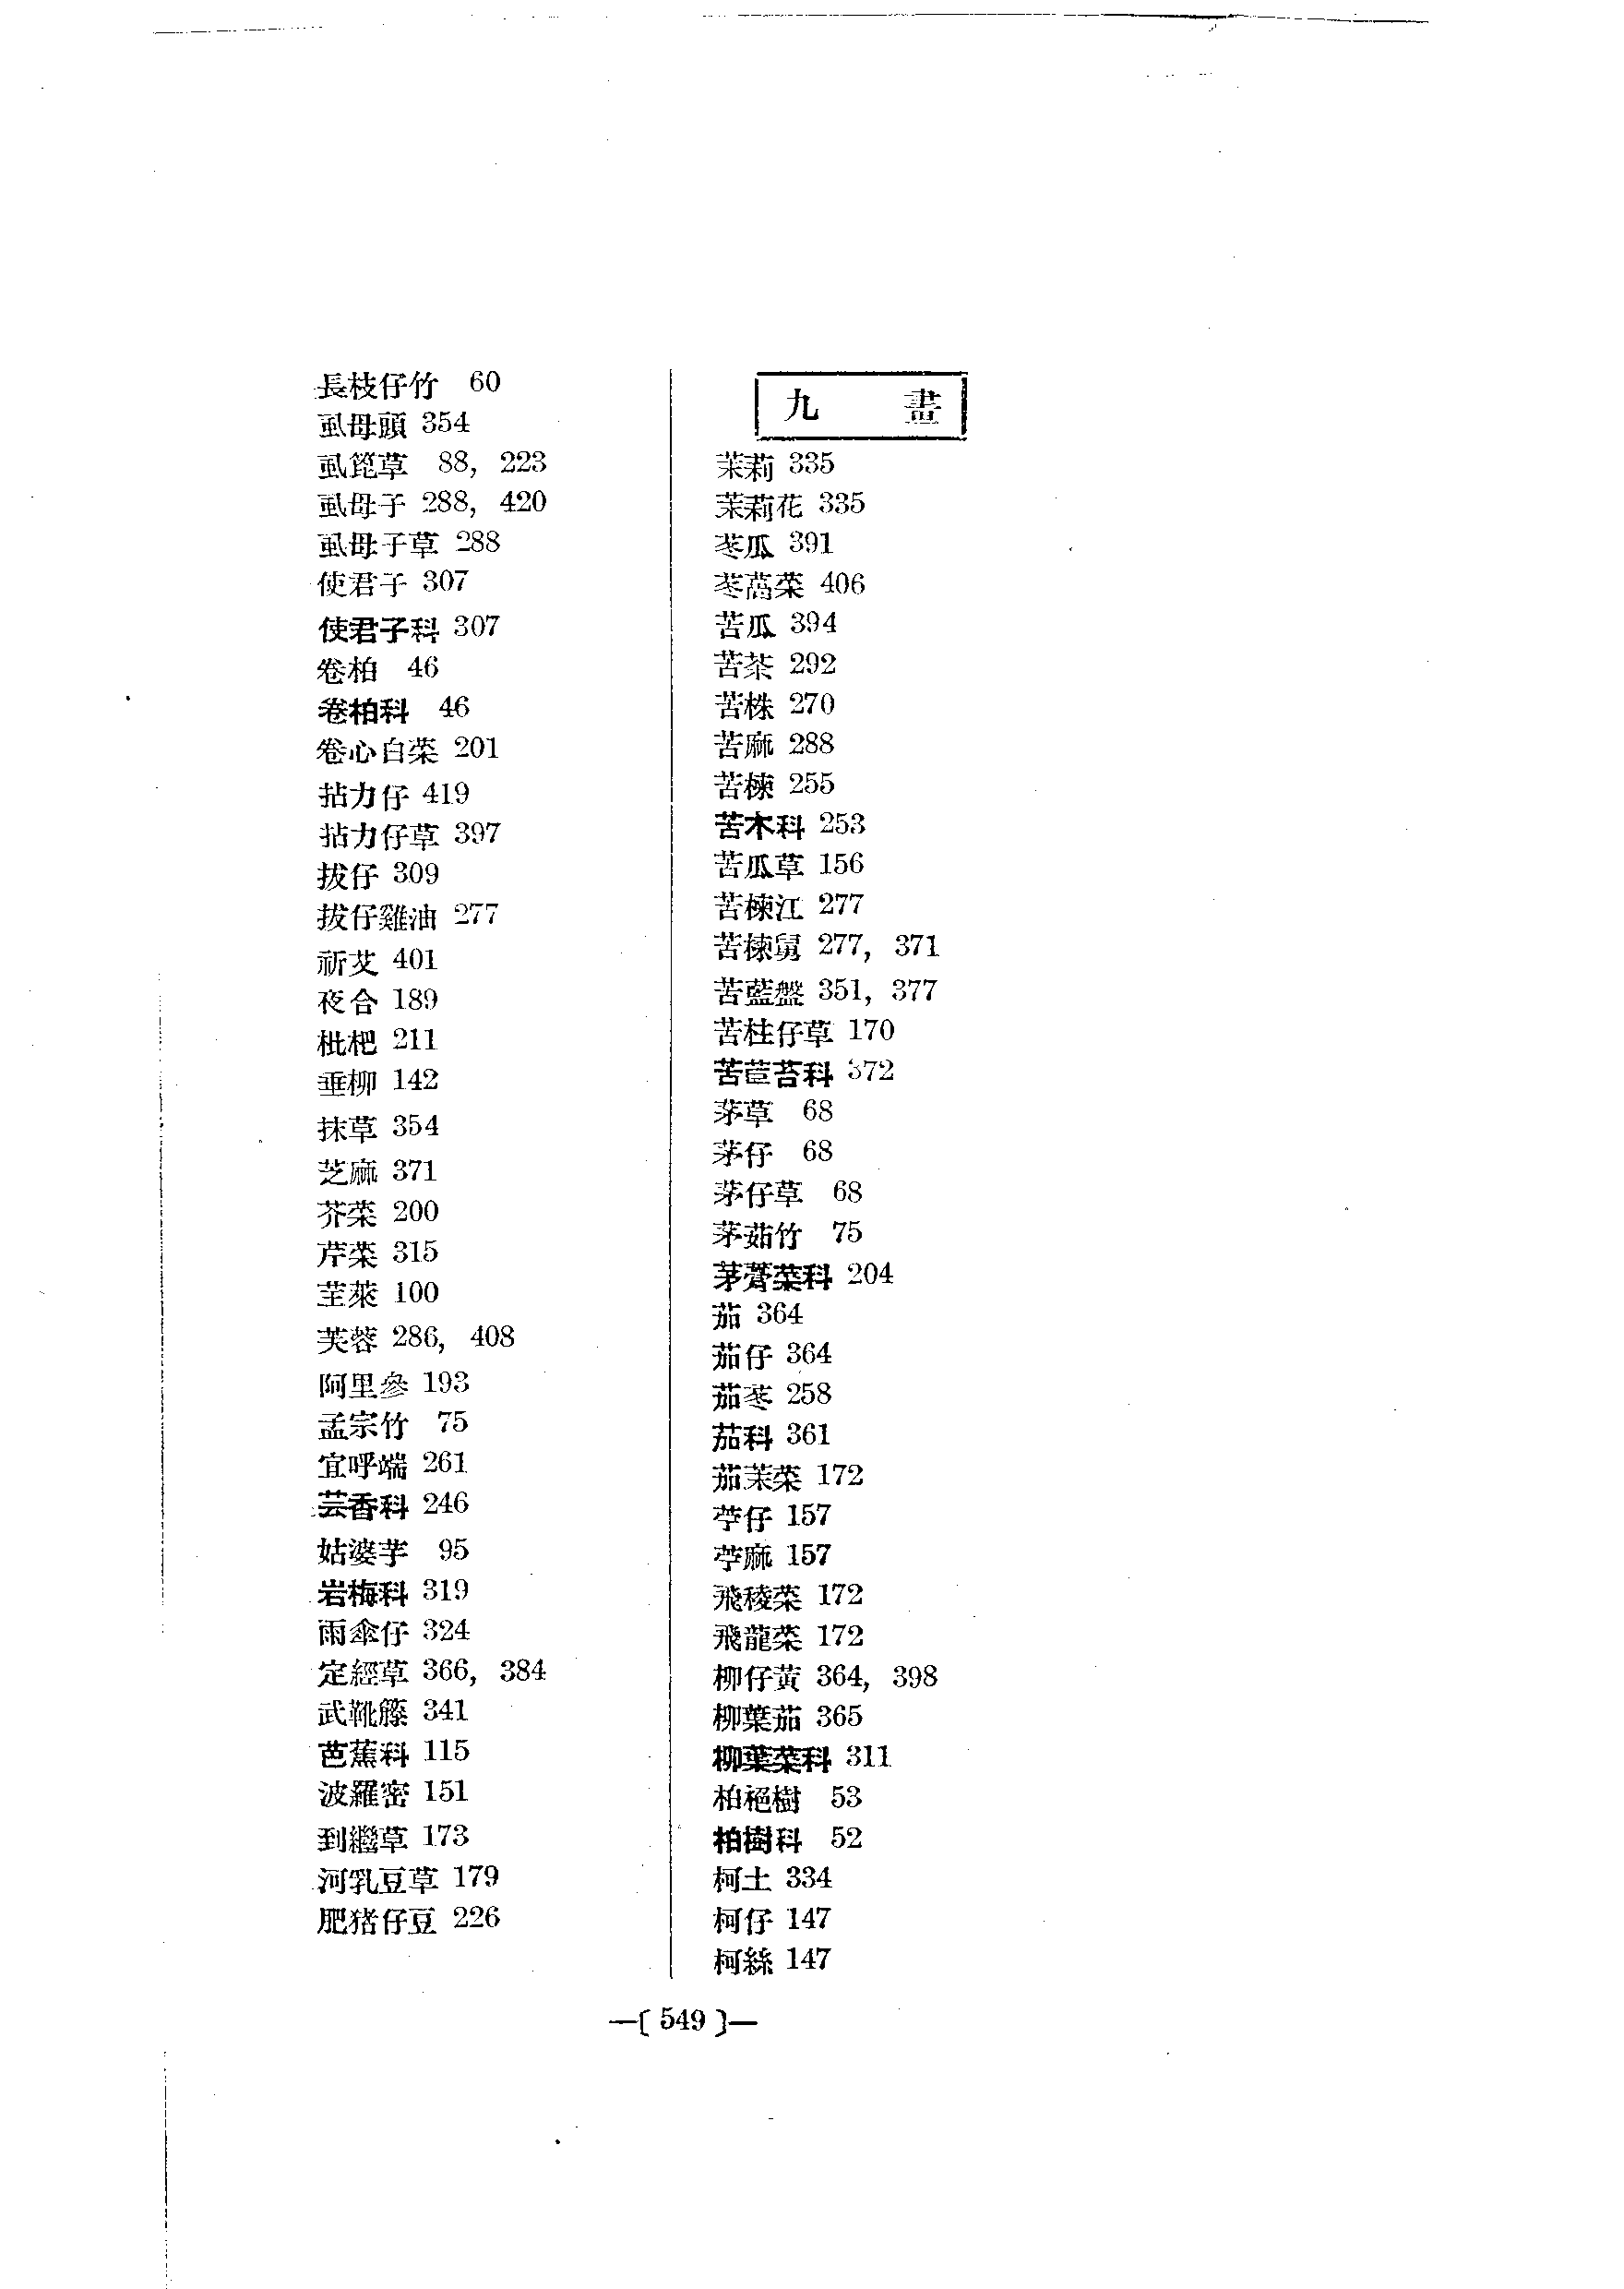 長枝仔竹 60
虱母頭 354
虱箆草 88, 223
虱母子 288, 420
虱母子草 288
使君子 307
使君子科 307
卷柏 46
卷柏科 46
卷心白菜 201
拈力仔 419
拈力仔草 397
拔仔 309
拔仔雞油 277
祈艾 401
夜合 189
枇杷 211
垂柳 142
抹草 354
芝麻 371
芥菜 200
芹菜 315
芏萊 100
芙蓉 286, 408
阿里參 193
孟宗竹 75
宜呼端 261
芸香科 246
姑婆芋 95
岩梅科 319
雨傘仔 324
定經草 366, 384
武靴籐 341
芭蕉科 115
波羅密 151
到繼草 173
河乳豆草 179
肥猪仔豆 226
九 畫
茉莉 335
茉莉花 335
苳瓜 391
苳萵菜 406
苦瓜 394
苦茶 292
苦株 270
苦麻 288
苦楝 255
苦木科 253
苦瓜草 156
苦楝江 277
苦楝舅 277, 371
苦藍盤 351, 377
苦柱仔草 170
苦苣苔科 372
茅草 68
茅仔 68
茅仔草 68
茅茹竹 75
茅膏菜科 204
茄 364
茄仔 364
茄苳 258
茄科 361
茄茉菜 172
苧仔 157
苧麻 157
飛稜菜 172
飛龍菜 172
柳仔黃 364, 398
柳葉茄 365
柳葉菜科 311
柏栬樹 53
柏樹科 52
柯土 334
柯仔 147
柯絲 147
—[ 549 ]—